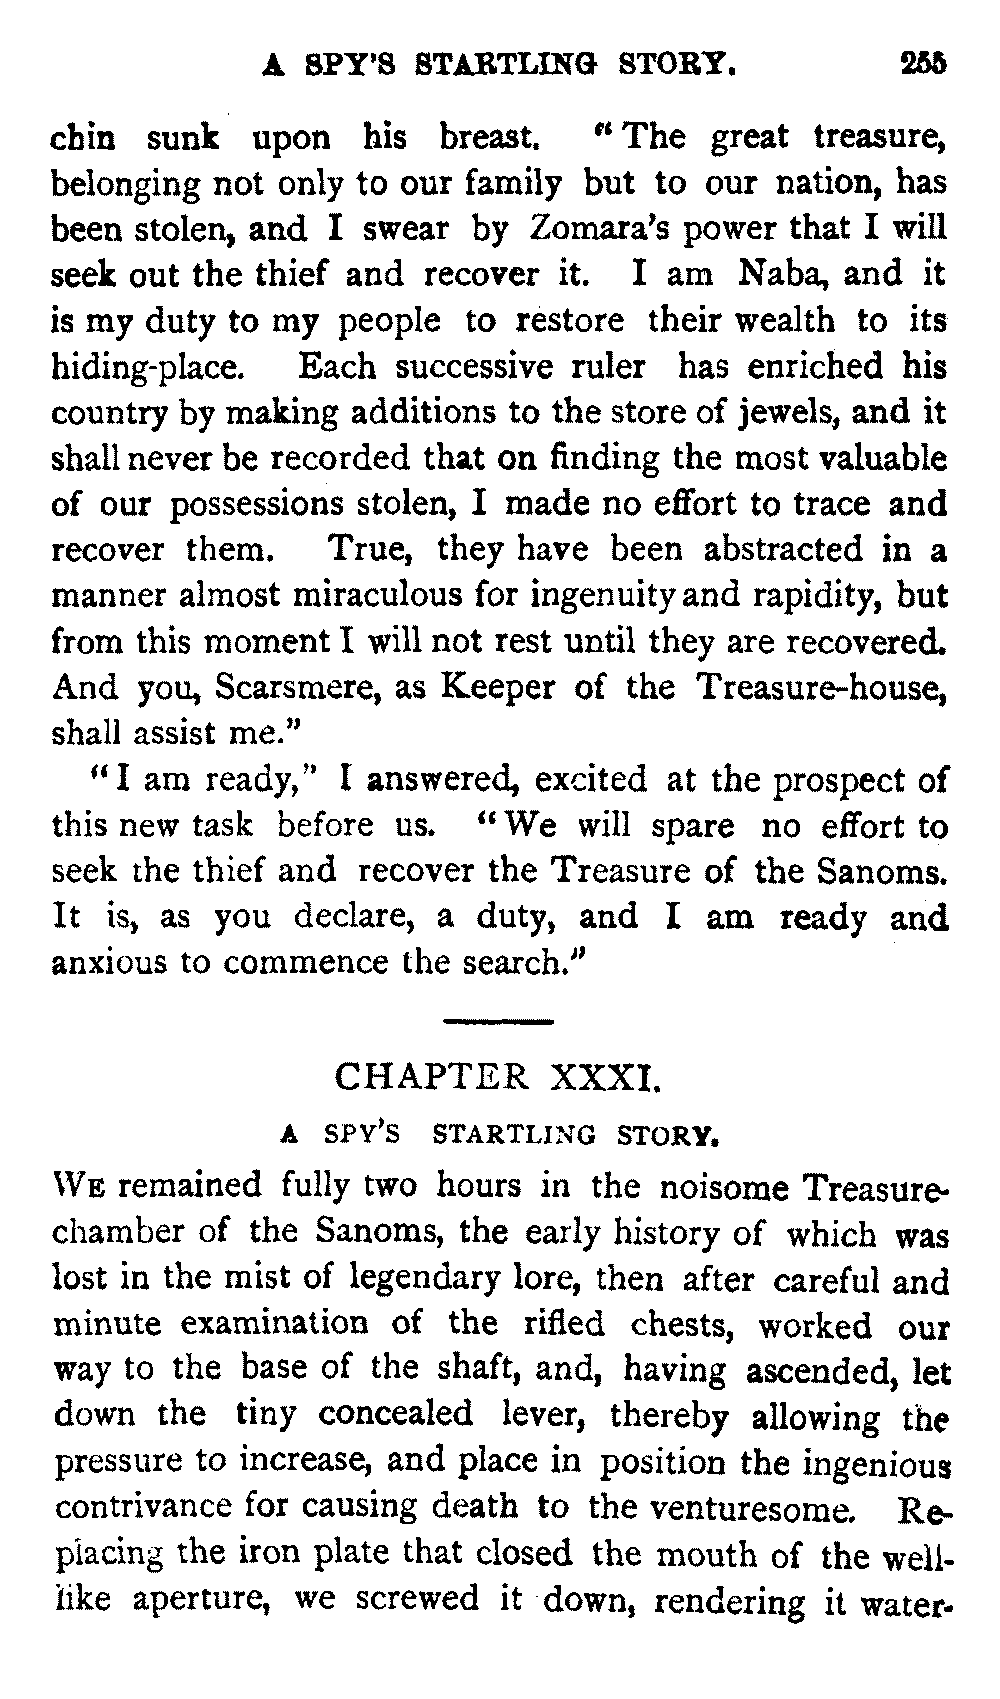 A SPY'S STARTLING STORY. 255
chin sunk upon his breast. "The great treasure,
belonging not only to our family but to our nation, has
been stolen, and I swear by Zomara's power that I will
seek out the thief and recover it. I am Naba, and it
is my duty to my people to restore their wealth to its
hiding-place. Each successive ruler has enriched his
country by making additions to the store of jewels, and it
shall never be recorded that on finding the most valuable
of our possessions stolen, I made no effort to trace and
recover them. True, they have been abstracted in a
manner almost miraculous for ingenuity and rapidity, but
from this moment I will not rest until they are recovered.
And you, Scarsmere, as Keeper of the Treasure-house,
shall assist me."
"I am ready," I answered, excited at the prospect of
this new task before us. "We will spare no effort to
seek the thief and recover the Treasure of the Sanoms.
It is, as you declare, a duty, and I am ready and
anxious to commence the search."
CHAPTER XXXI.
A SPY'S STARTLING STORY.
WE remained fully two hours in the noisome Treasure-
chamber of the Sanoms, the early history of which was
lost in the mist of legendary lore, then after careful and
minute examination of the rifled chests, worked our
way to the base of the shaft, and, having ascended, let
down the tiny concealed lever, thereby allowing the
pressure to increase, and place in position the ingenious
contrivance for causing death to the venturesome. Re-
placing the iron plate that closed the mouth of the well-
like aperture, we screwed it down, rendering it water-